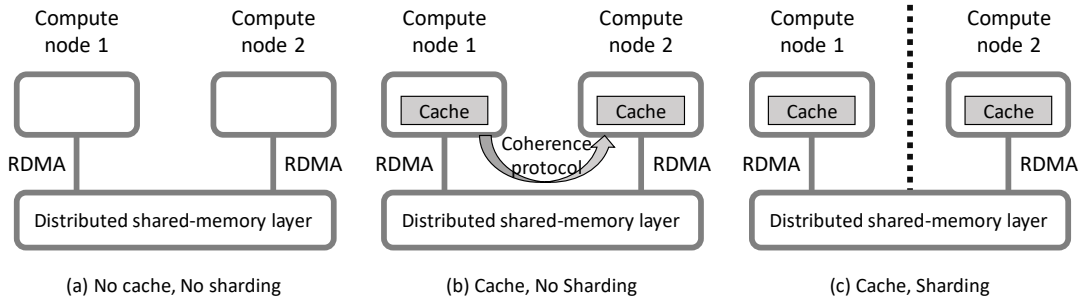 Compute
node 1
Compute
node 2
Cache
Cache
Coherence
protocol
RDMA
RDMA
Distributed shared-memory layer
(a) No cache, No sharding
Compute
node 1
Compute
node 2
RDMA
RDMA
Distributed shared-memory layer
(b) Cache, No Sharding
Compute
node 1
Compute
node 2
Cache
Cache
RDMA
RDMA
Distributed shared-memory layer
(c) Cache, Sharding